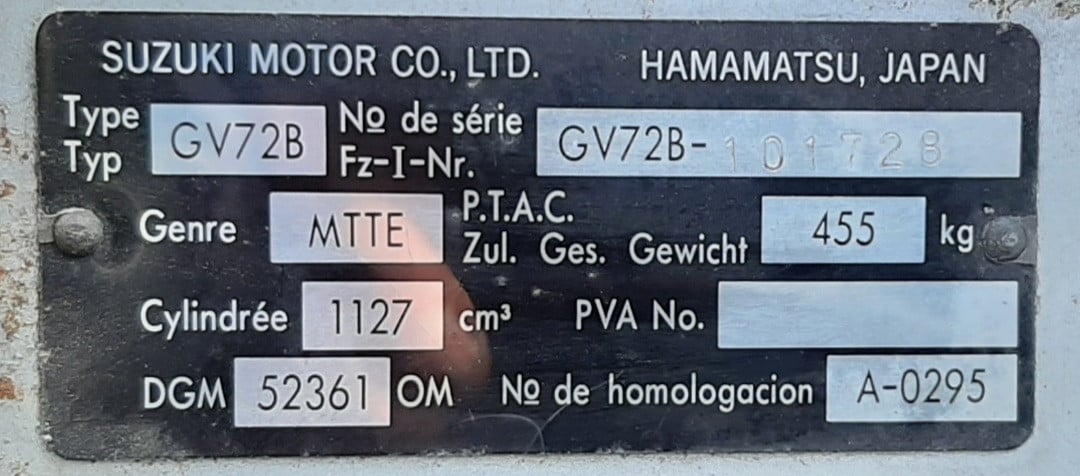 SUZUKI MOTOR CO., LTD. HAMAMATSU, JAPAN
Type GV72B Nº de série GV72B-101728
Typ Fz-I-Nr.
Genre MTTE P.T.A.C. 455 kg
Zul. Ges. Gewicht
Cylindrée 1127 cm³ PVA No.
DGM 52361 OM Nº de homologacion A-0295